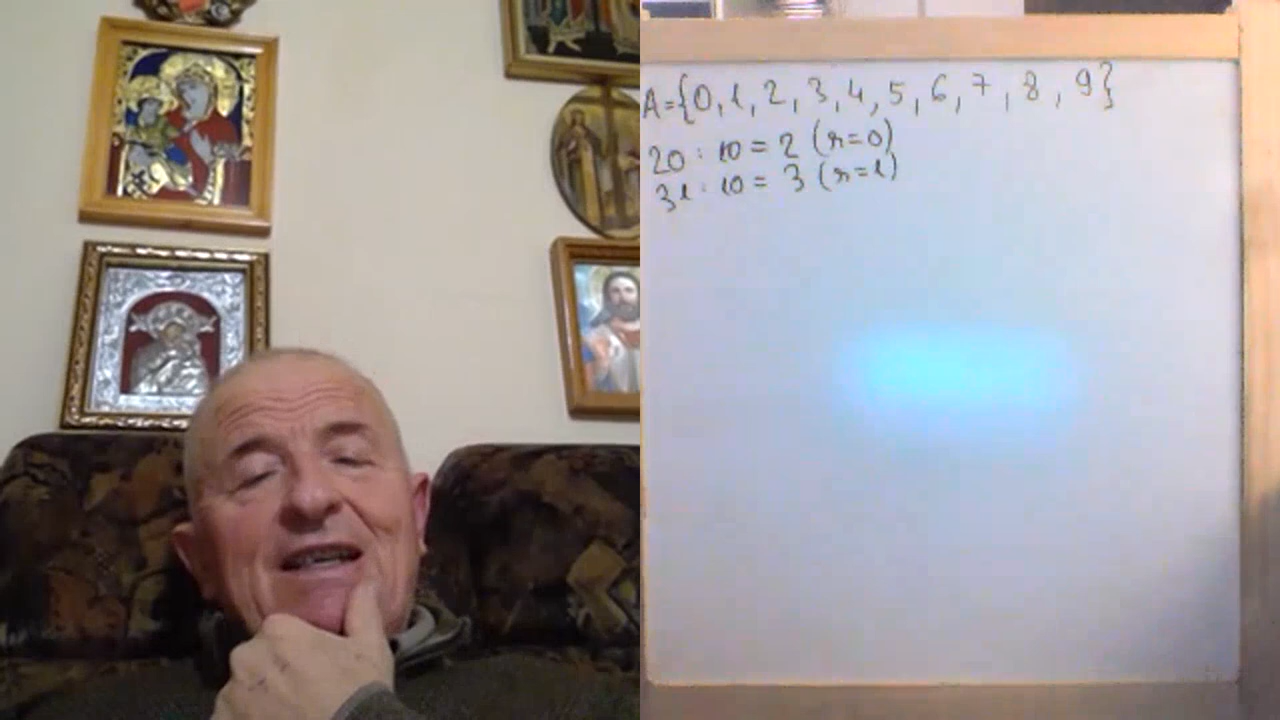 A={0, 1, 2, 3, 4, 5, 6, 7, 8, 9}
20 : 10 = 2 (r=0)
31 : 10 = 3 (r=1)